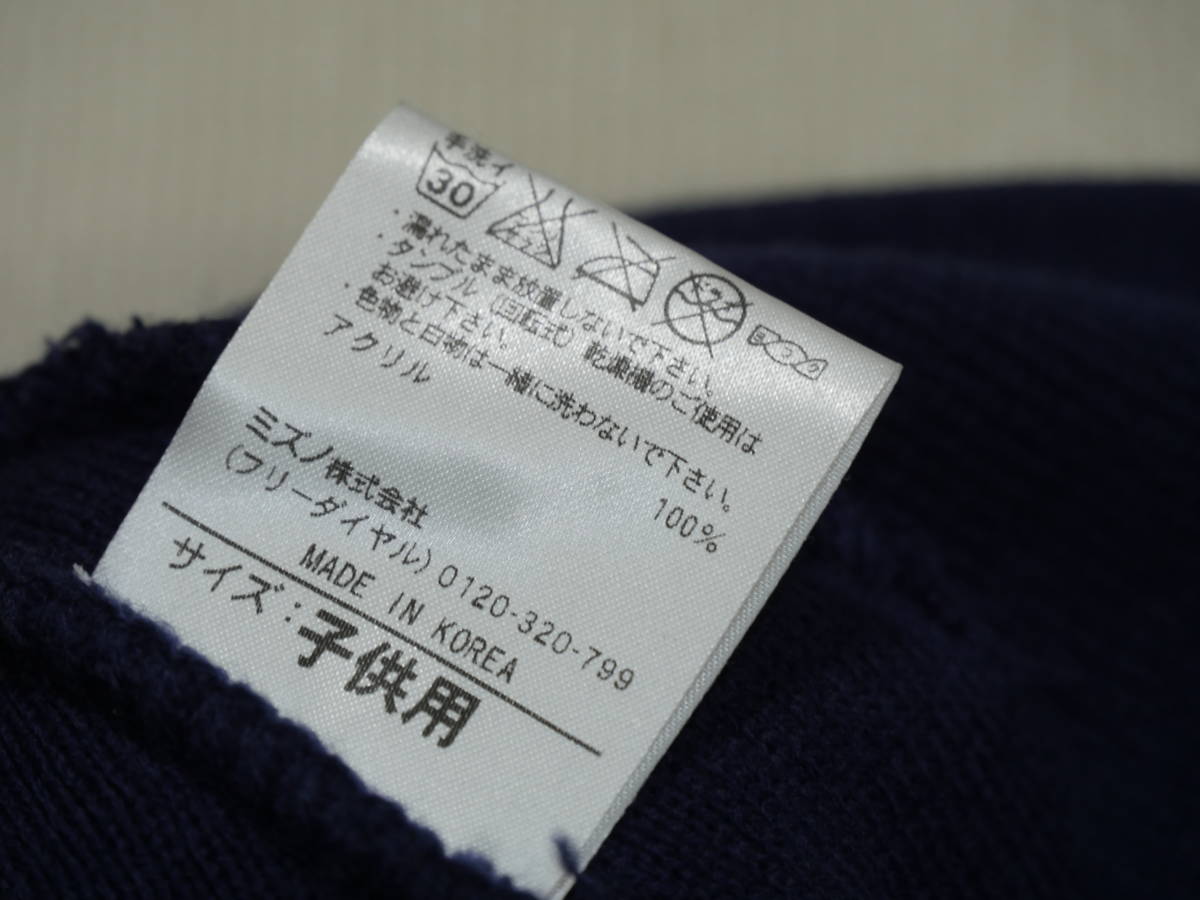 手洗イ
30
・濡れたまま放置しないで下さい。
・タンブル（回転式）乾燥機のご使用は
お避け下さい。
・色物と白物は一緒に洗わないで下さい。
アクリル 100%
ミズノ株式会社
（フリーダイヤル）0120-320-799
MADE IN KOREA
サイズ：子供用